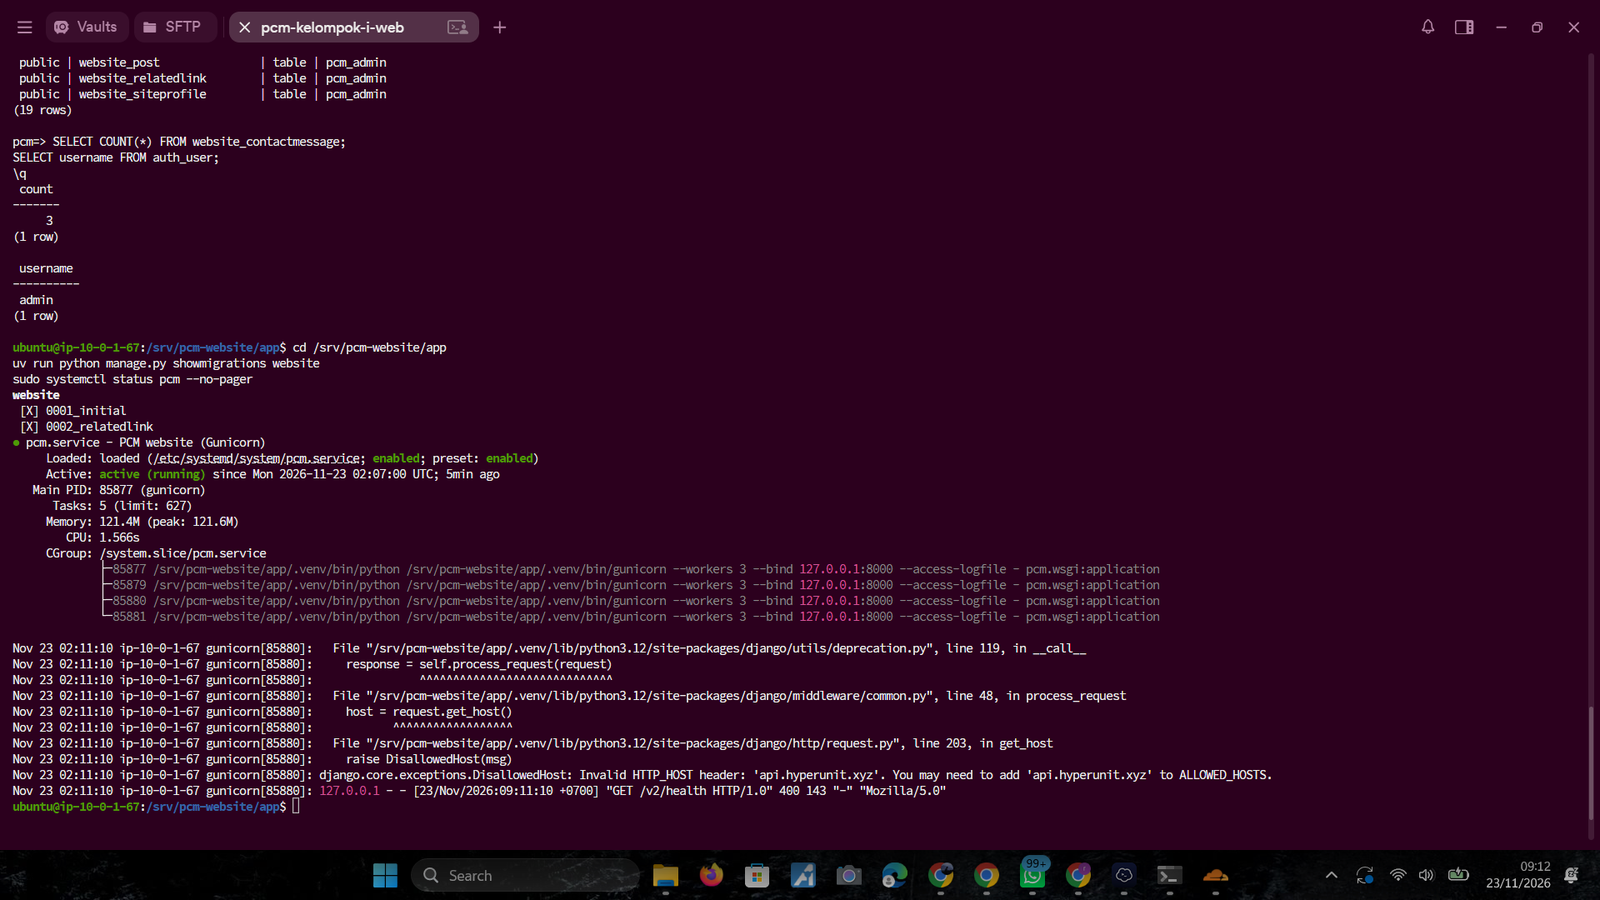 Vaults
SFTP
pcm-kelompok-i-web
public | website_post | table | pcm_admin
public | website_relatedlink | table | pcm_admin
public | website_siteprofile | table | pcm_admin
(19 rows)
pcm=> SELECT COUNT(*) FROM website_contactmessage;
SELECT username FROM auth_user;
\q
count
-------
3
(1 row)
username
----------
admin
(1 row)
ubuntu@ip-10-0-1-67:/srv/pcm-website/app$ cd /srv/pcm-website/app
uv run python manage.py showmigrations website
sudo systemctl status pcm --no-pager
website
[X] 0001_initial
[X] 0002_relatedlink
● pcm.service - PCM website (Gunicorn)
Loaded: loaded (/etc/systemd/system/pcm.service; enabled; preset: enabled)
Active: active (running) since Mon 2026-11-23 02:07:00 UTC; 5min ago
Main PID: 85877 (gunicorn)
Tasks: 5 (limit: 627)
Memory: 121.4M (peak: 121.6M)
CPU: 1.566s
CGroup: /system.slice/pcm.service
├─85877 /srv/pcm-website/app/.venv/bin/python /srv/pcm-website/app/.venv/bin/gunicorn --workers 3 --bind 127.0.0.1:8000 --access-logfile - pcm.wsgi:application
├─85879 /srv/pcm-website/app/.venv/bin/python /srv/pcm-website/app/.venv/bin/gunicorn --workers 3 --bind 127.0.0.1:8000 --access-logfile - pcm.wsgi:application
├─85880 /srv/pcm-website/app/.venv/bin/python /srv/pcm-website/app/.venv/bin/gunicorn --workers 3 --bind 127.0.0.1:8000 --access-logfile - pcm.wsgi:application
└─85881 /srv/pcm-website/app/.venv/bin/python /srv/pcm-website/app/.venv/bin/gunicorn --workers 3 --bind 127.0.0.1:8000 --access-logfile - pcm.wsgi:application
Nov 23 02:11:10 ip-10-0-1-67 gunicorn[85880]: File "/srv/pcm-website/app/.venv/lib/python3.12/site-packages/django/utils/deprecation.py", line 119, in __call__
Nov 23 02:11:10 ip-10-0-1-67 gunicorn[85880]: response = self.process_request(request)
Nov 23 02:11:10 ip-10-0-1-67 gunicorn[85880]: ^^^^^^^^^^^^^^^^^^^^^^^^^^^^^
Nov 23 02:11:10 ip-10-0-1-67 gunicorn[85880]: File "/srv/pcm-website/app/.venv/lib/python3.12/site-packages/django/middleware/common.py", line 48, in process_request
Nov 23 02:11:10 ip-10-0-1-67 gunicorn[85880]: host = request.get_host()
Nov 23 02:11:10 ip-10-0-1-67 gunicorn[85880]: ^^^^^^^^^^^^^^^^^^
Nov 23 02:11:10 ip-10-0-1-67 gunicorn[85880]: File "/srv/pcm-website/app/.venv/lib/python3.12/site-packages/django/http/request.py", line 203, in get_host
Nov 23 02:11:10 ip-10-0-1-67 gunicorn[85880]: raise DisallowedHost(msg)
Nov 23 02:11:10 ip-10-0-1-67 gunicorn[85880]: django.core.exceptions.DisallowedHost: Invalid HTTP_HOST header: 'api.hyperunit.xyz'. You may need to add 'api.hyperunit.xyz' to ALLOWED_HOSTS.
Nov 23 02:11:10 ip-10-0-1-67 gunicorn[85880]: 127.0.0.1 - - [23/Nov/2026:09:11:10 +0700] "GET /v2/health HTTP/1.0" 400 143 "-" "Mozilla/5.0"
ubuntu@ip-10-0-1-67:/srv/pcm-website/app$
Search
99+
09:12
23/11/2026